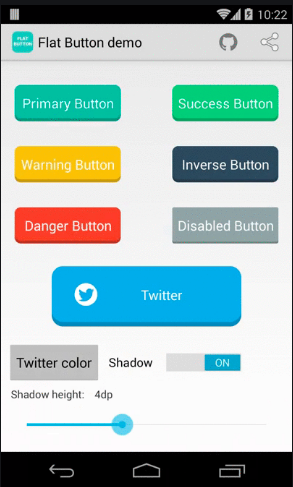 10:22
FLAT BUTTON
Flat Button demo
Primary Button
Success Button
Warning Button
Inverse Button
Danger Button
Disabled Button
Twitter
Twitter color
Shadow
ON
Shadow height: 4dp